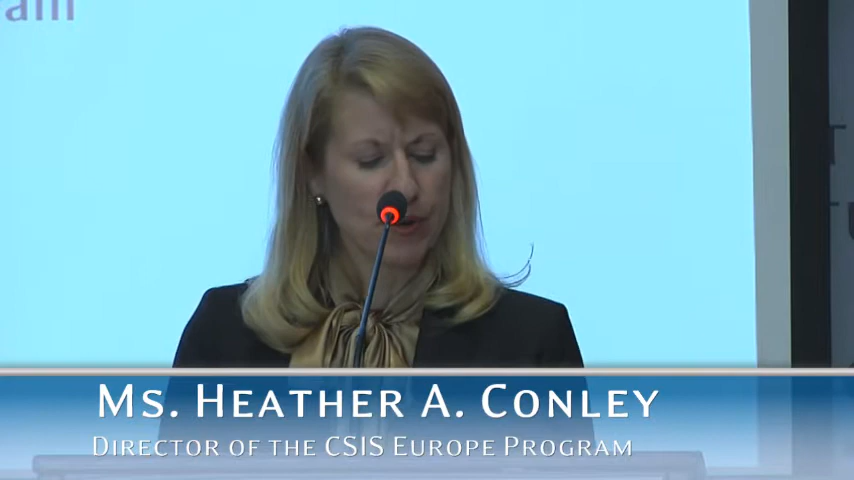 Ms. Heather A. Conley
Director of the CSIS Europe Program